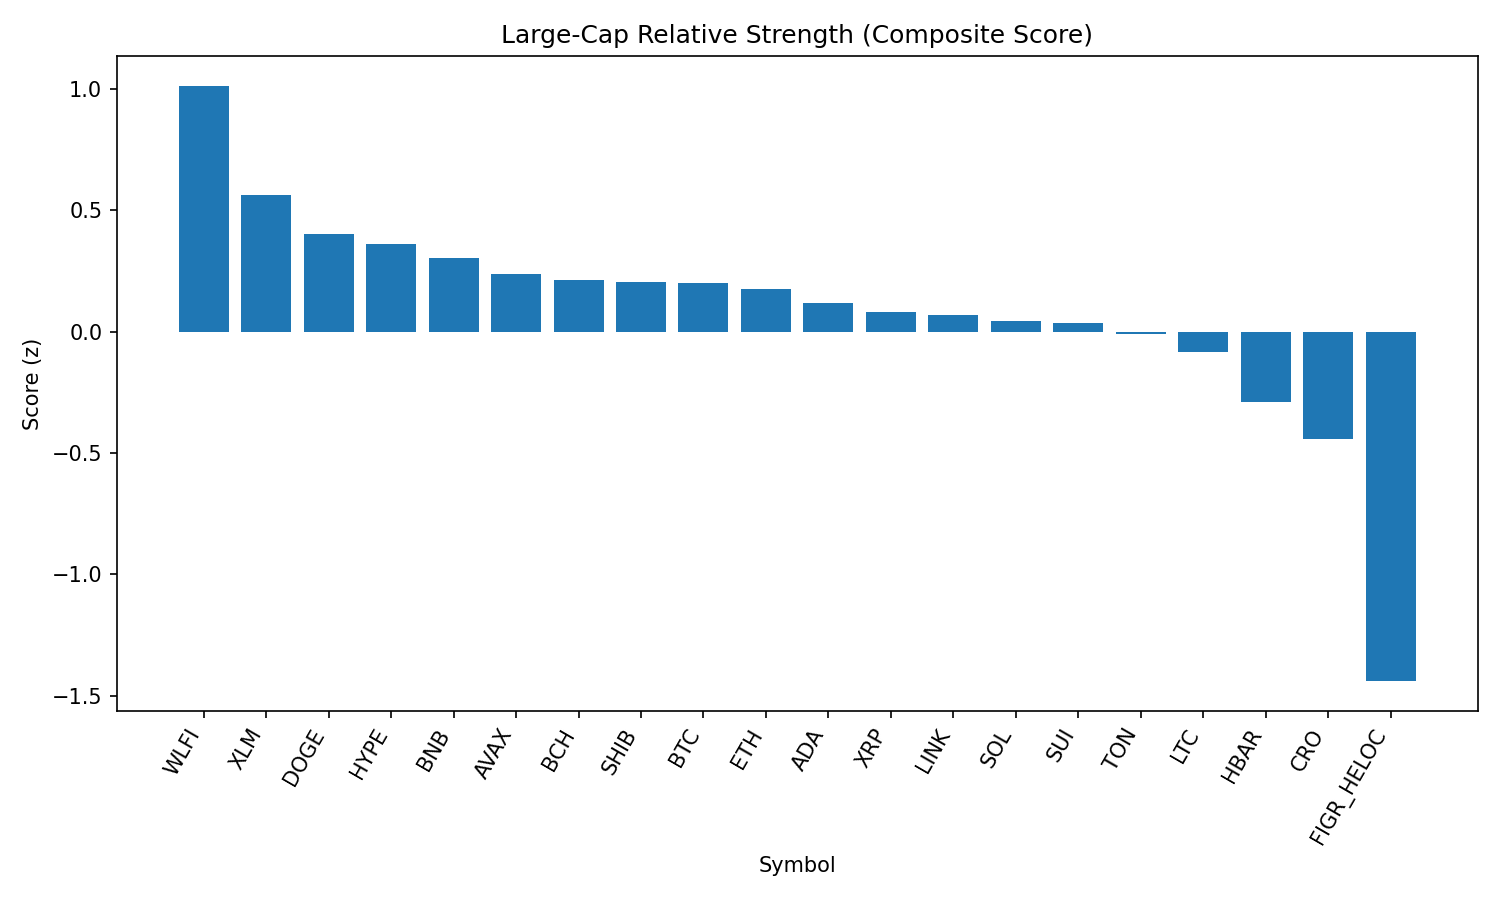 Large-Cap Relative Strength (Composite Score)
Score (z)
1.0
0.5
0.0
−0.5
−1.0
−1.5
WLFI
XLM
DOGE
HYPE
BNB
AVAX
BCH
SHIB
BTC
ETH
ADA
XRP
LINK
SOL
SUI
TON
LTC
HBAR
CRO
FIGR_HELOC
Symbol